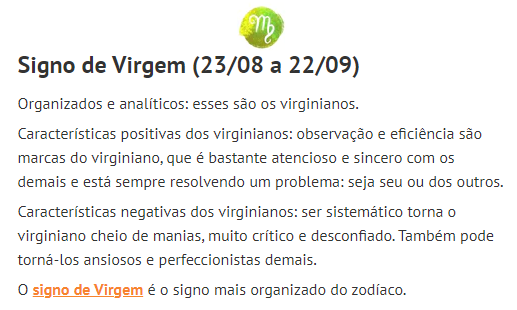 Signo de Virgem (23/08 a 22/09)
Organizados e analíticos: esses são os virginianos.
Características positivas dos virginianos: observação e eficiência são
marcas do virginiano, que é bastante atencioso e sincero com os
demais e está sempre resolvendo um problema: seja seu ou dos outros.
Características negativas dos virginianos: ser sistemático torna o
virginiano cheio de manias, muito crítico e desconfiado. Também pode
torná-los ansiosos e perfeccionistas demais.
O signo de Virgem é o signo mais organizado do zodíaco.